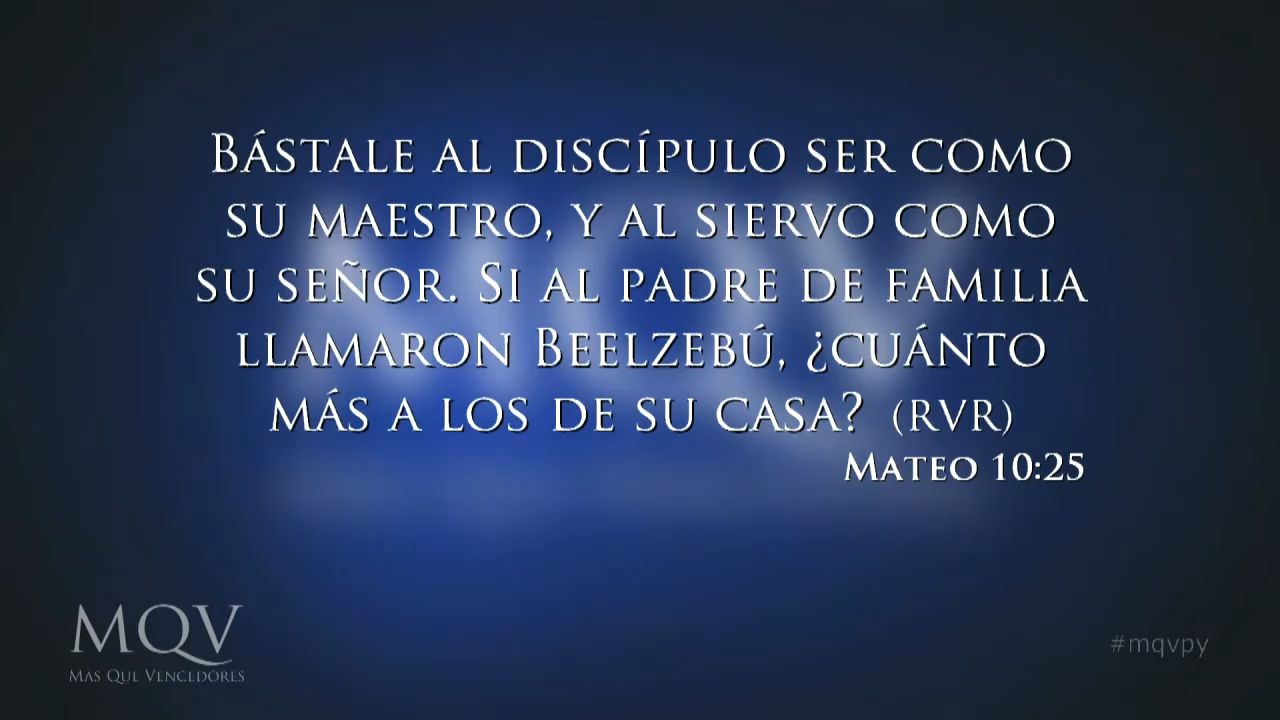 Bástale al discípulo ser como
su maestro, y al siervo como
su señor. Si al padre de familia
llamaron Beelzebú, ¿cuánto
más a los de su casa? (RVR)
Mateo 10:25
MQV
Mas Que Vencedores
#mqvpy